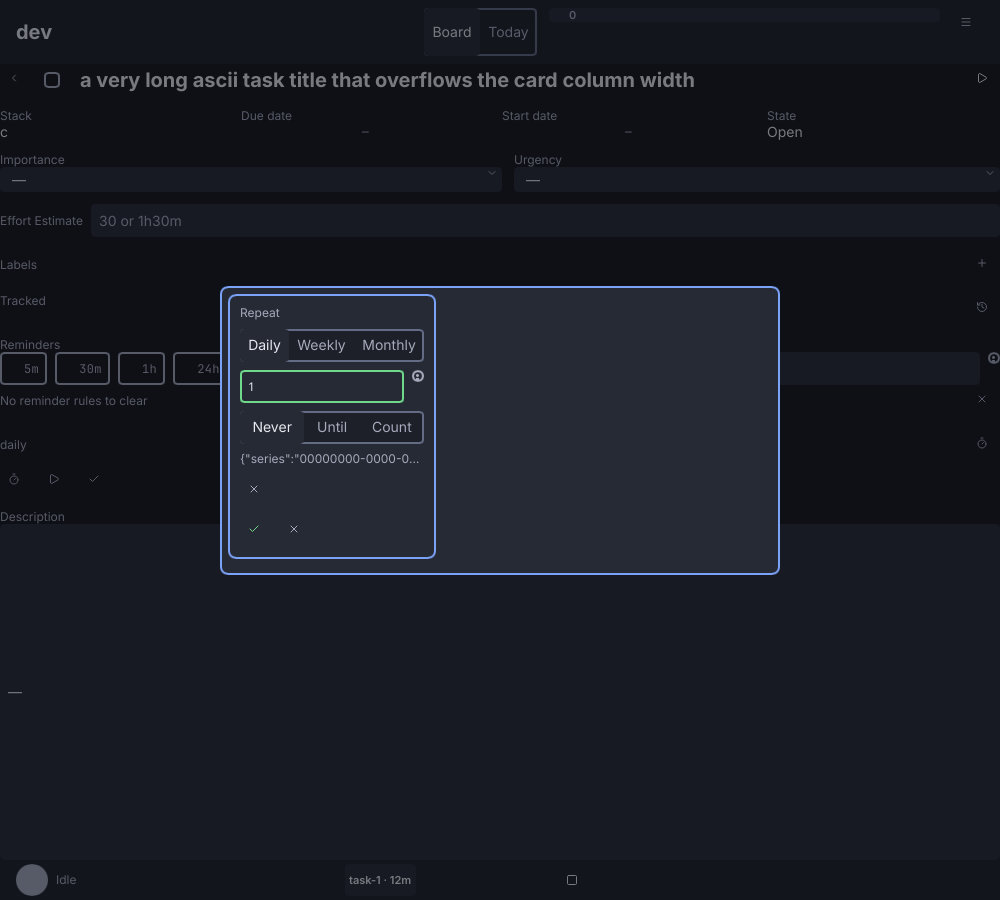 dev
Board Today
0
a very long ascii task title that overflows the card column width
Stack Due date Start date State
c – – Open
Importance Urgency
— —
Effort Estimate 30 or 1h30m
Labels
Tracked
Reminders
5m 30m 1h 24h
No reminder rules to clear
daily
Description
—
Repeat
Daily Weekly Monthly
1
Never Until Count
{"series":"00000000-0000-0...
Idle task-1 · 12m